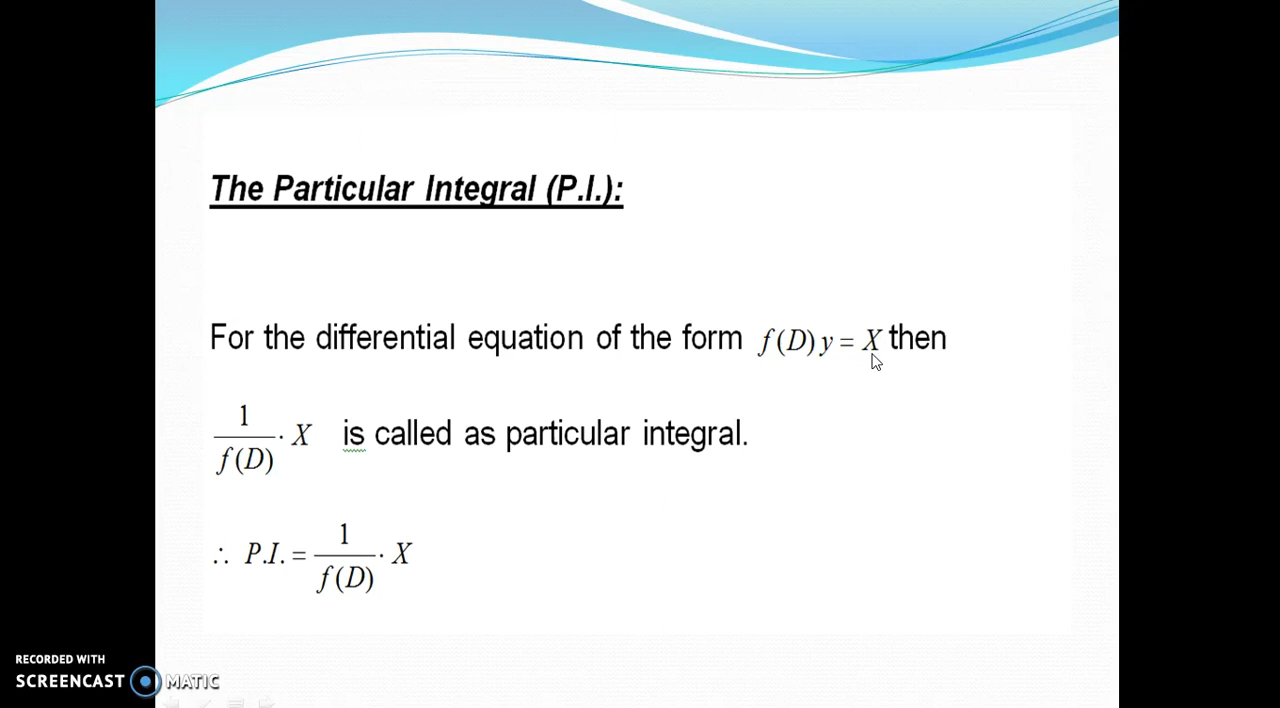 The Particular Integral (P.I.):
For the differential equation of the form f(D) y = X then
1/f(D) · X is called as particular integral.
∴ P.I. = 1/f(D) · X
RECORDED WITH
SCREENCAST MATIC